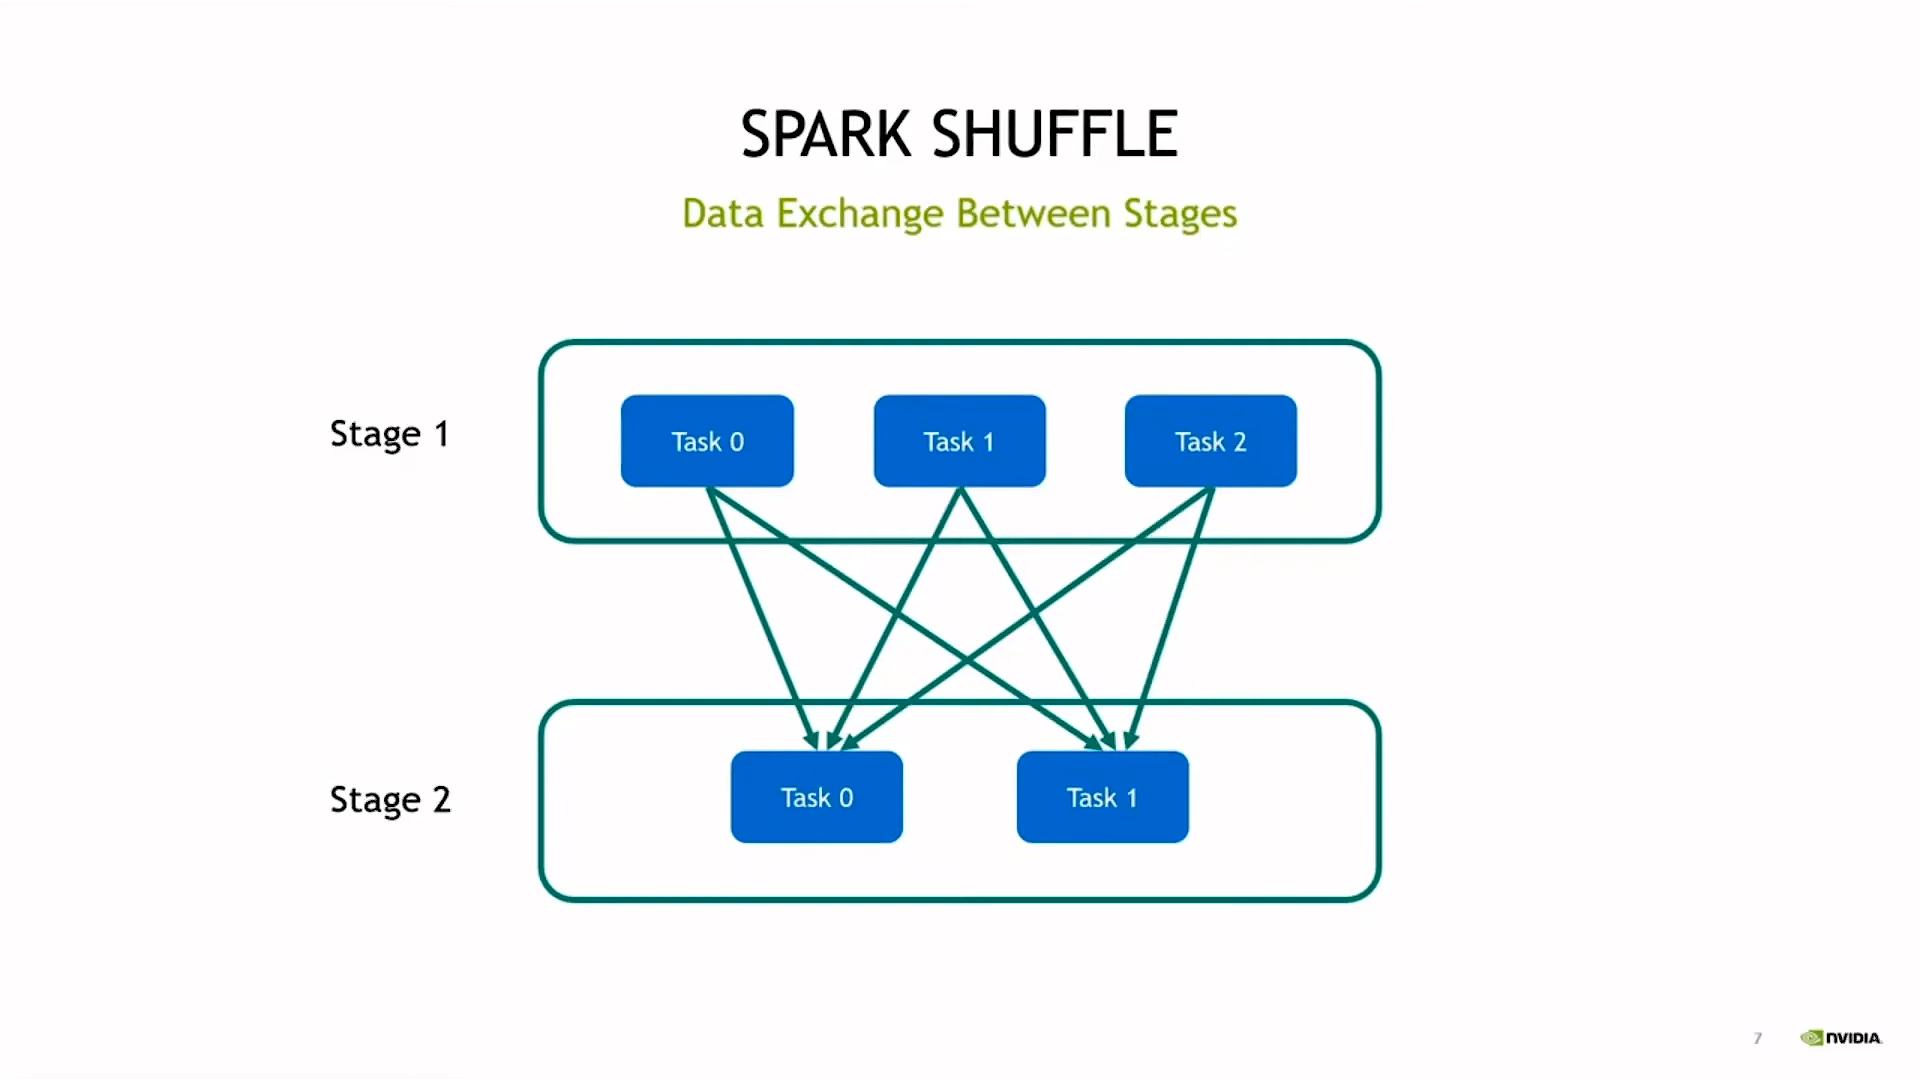 SPARK SHUFFLE
Data Exchange Between Stages
Stage 1
Task 0
Task 1
Task 2
Stage 2
Task 0
Task 1
7
NVIDIA.